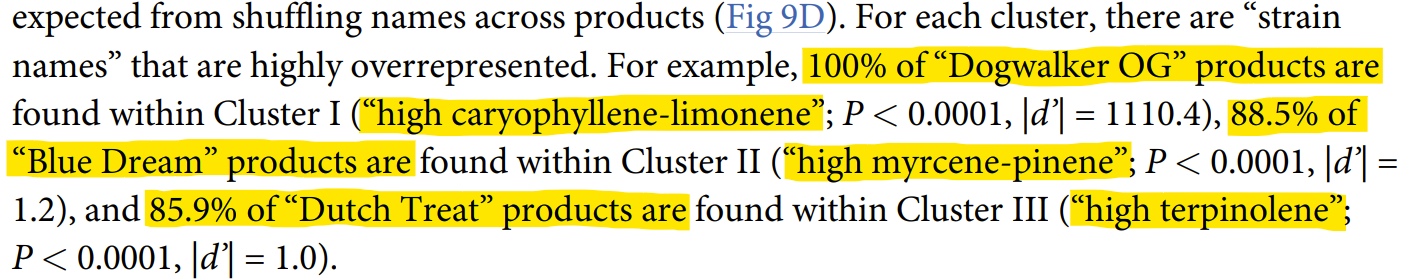 expected from shuffling names across products (Fig 9D). For each cluster, there are “strain
names” that are highly overrepresented. For example, 100% of “Dogwalker OG” products are
found within Cluster I (“high caryophyllene-limonene”; P < 0.0001, |d’| = 1110.4), 88.5% of
“Blue Dream” products are found within Cluster II (“high myrcene-pinene”; P < 0.0001, |d’| =
1.2), and 85.9% of “Dutch Treat” products are found within Cluster III (“high terpinolene”;
P < 0.0001, |d’| = 1.0).